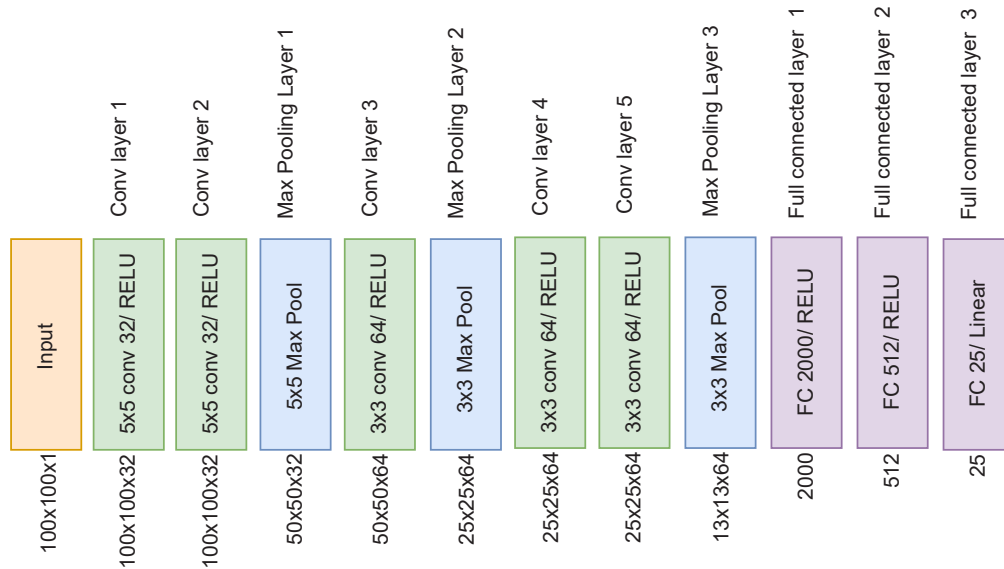 Conv layer 1
Conv layer 2
Max Pooling Layer 1
Conv layer 3
Max Pooling Layer 2
Conv layer 4
Conv layer 5
Max Pooling Layer 3
Full connected layer 1
Full connected layer 2
Full connected layer 3
Input
5x5 conv 32/ RELU
5x5 conv 32/ RELU
5x5 Max Pool
3x3 conv 64/ RELU
3x3 Max Pool
3x3 conv 64/ RELU
3x3 conv 64/ RELU
3x3 Max Pool
FC 2000/ RELU
FC 512/ RELU
FC 25/ Linear
100x100x1
100x100x32
100x100x32
50x50x32
50x50x64
25x25x64
25x25x64
25x25x64
13x13x64
2000
512
25